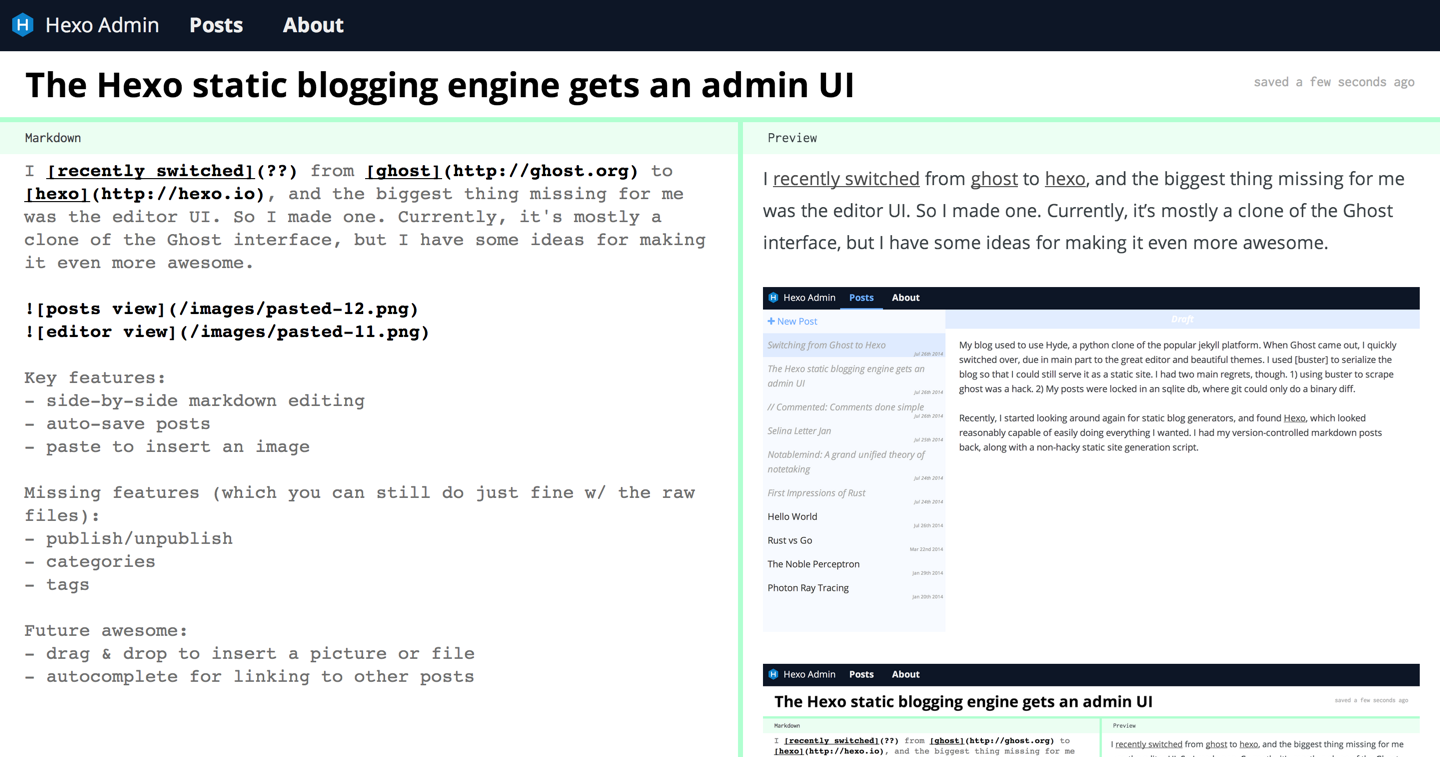 Hexo Admin Posts About
The Hexo static blogging engine gets an admin UI
saved a few seconds ago
Markdown
I [recently switched](??) from [ghost](http://ghost.org) to
[hexo](http://hexo.io), and the biggest thing missing for me
was the editor UI. So I made one. Currently, it's mostly a
clone of the Ghost interface, but I have some ideas for making
it even more awesome.
![posts view](/images/pasted-12.png)
![editor view](/images/pasted-11.png)
Key features:
- side-by-side markdown editing
- auto-save posts
- paste to insert an image
Missing features (which you can still do just fine w/ the raw
files):
- publish/unpublish
- categories
- tags
Future awesome:
- drag & drop to insert a picture or file
- autocomplete for linking to other posts
Preview
I recently switched from ghost to hexo, and the biggest thing missing for me
was the editor UI. So I made one. Currently, it’s mostly a clone of the Ghost
interface, but I have some ideas for making it even more awesome.
Hexo Admin Posts About
+ New Post
Switching from Ghost to Hexo
Jul 26th 2014
The Hexo static blogging engine gets an
admin UI
Jul 26th 2014
// Commented: Comments done simple
Jul 26th 2014
Selina Letter Jan
Jul 25th 2014
Notablemind: A grand unified theory of
notetaking
Jul 24th 2014
First Impressions of Rust
Jul 24th 2014
Hello World
Jul 26th 2014
Rust vs Go
Mar 22nd 2014
The Noble Perceptron
Jan 29th 2014
Photon Ray Tracing
Jan 20th 2014
Draft
My blog used to use Hyde, a python clone of the popular jekyll platform. When Ghost came out, I quickly
switched over, due in main part to the great editor and beautiful themes. I used [buster] to serialize the
blog so that I could still serve it as a static site. I had two main regrets, though. 1) using buster to scrape
ghost was a hack. 2) My posts were locked in an sqlite db, where git could only do a binary diff.
Recently, I started looking around again for static blog generators, and found Hexo, which looked
reasonably capable of easily doing everything I wanted. I had my version-controlled markdown posts
back, along with a non-hacky static site generation script.
Hexo Admin Posts About
The Hexo static blogging engine gets an admin UI
saved a few seconds ago
Markdown
I [recently switched](??) from [ghost](http://ghost.org) to
[hexo](http://hexo.io), and the biggest thing missing for me
Preview
I recently switched from ghost to hexo, and the biggest thing missing for me